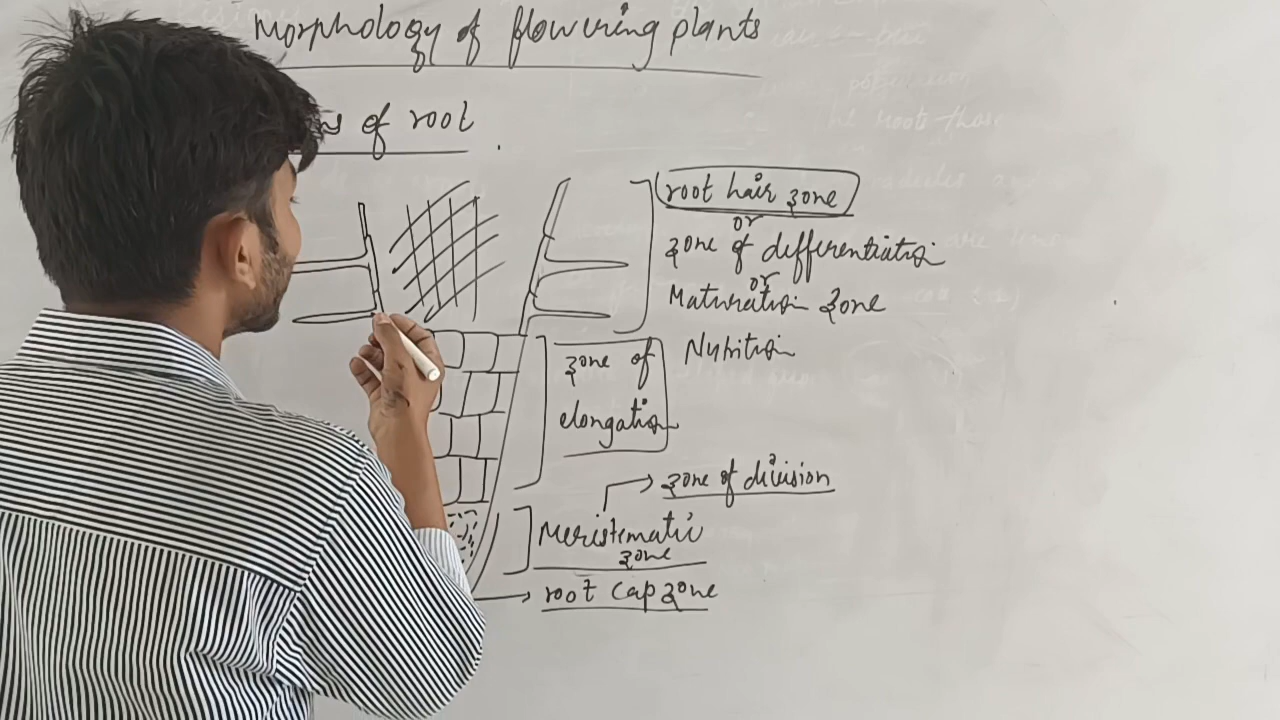 Morphology of flowering plants
of root
root hair zone
or
zone of differentiation
or
Maturation zone
Nutrition
zone of
elongation
zone of division
Meristematic
zone
root cap zone